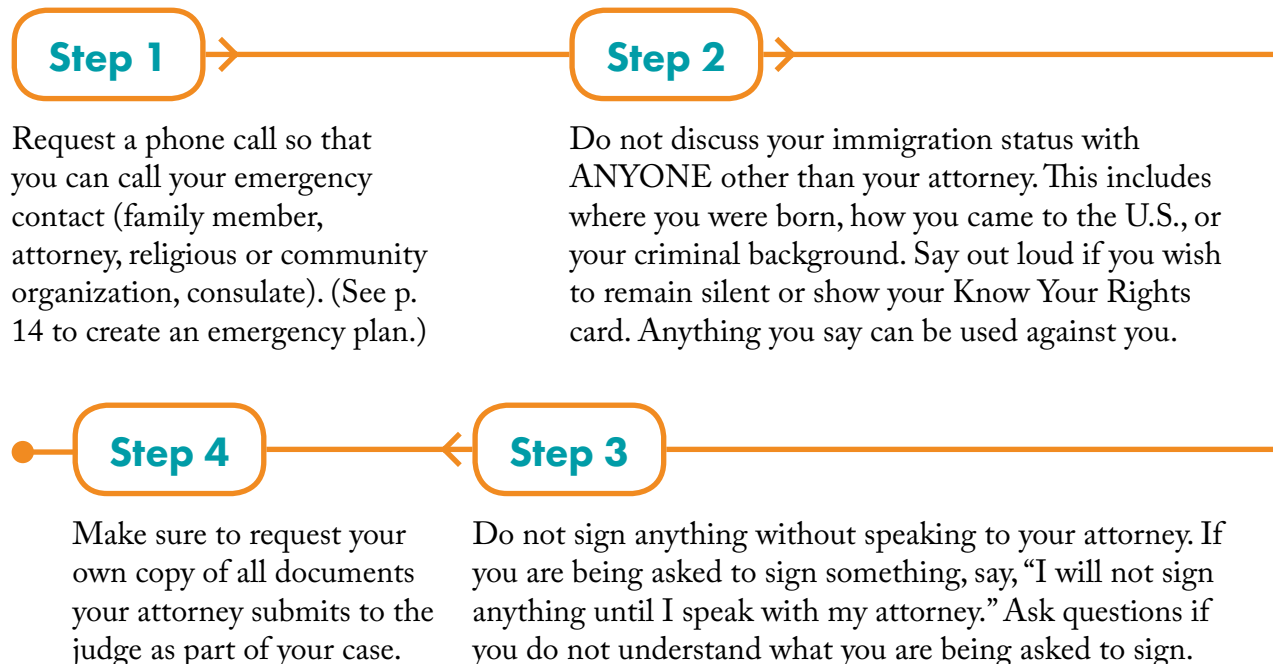 Step 1
Request a phone call so that
you can call your emergency
contact (family member,
attorney, religious or community
organization, consulate). (See p.
14 to create an emergency plan.)
Step 2
Do not discuss your immigration status with
ANYONE other than your attorney. This includes
where you were born, how you came to the U.S., or
your criminal background. Say out loud if you wish
to remain silent or show your Know Your Rights
card. Anything you say can be used against you.
Step 3
Do not sign anything without speaking to your attorney. If
you are being asked to sign something, say, “I will not sign
anything until I speak with my attorney.” Ask questions if
you do not understand what you are being asked to sign.
Step 4
Make sure to request your
own copy of all documents
your attorney submits to the
judge as part of your case.